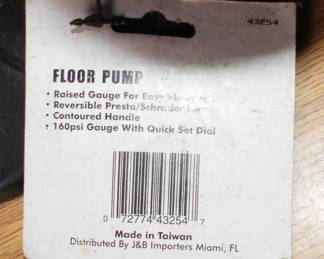 43254
FLOOR PUMP
• Raised Gauge For Easy
• Reversible Presta/Schrader
• Contoured Handle
• 160psi Gauge With Quick Set Dial
0 72774 43254 7
Made in Taiwan
Distributed By J&B Importers Miami, FL